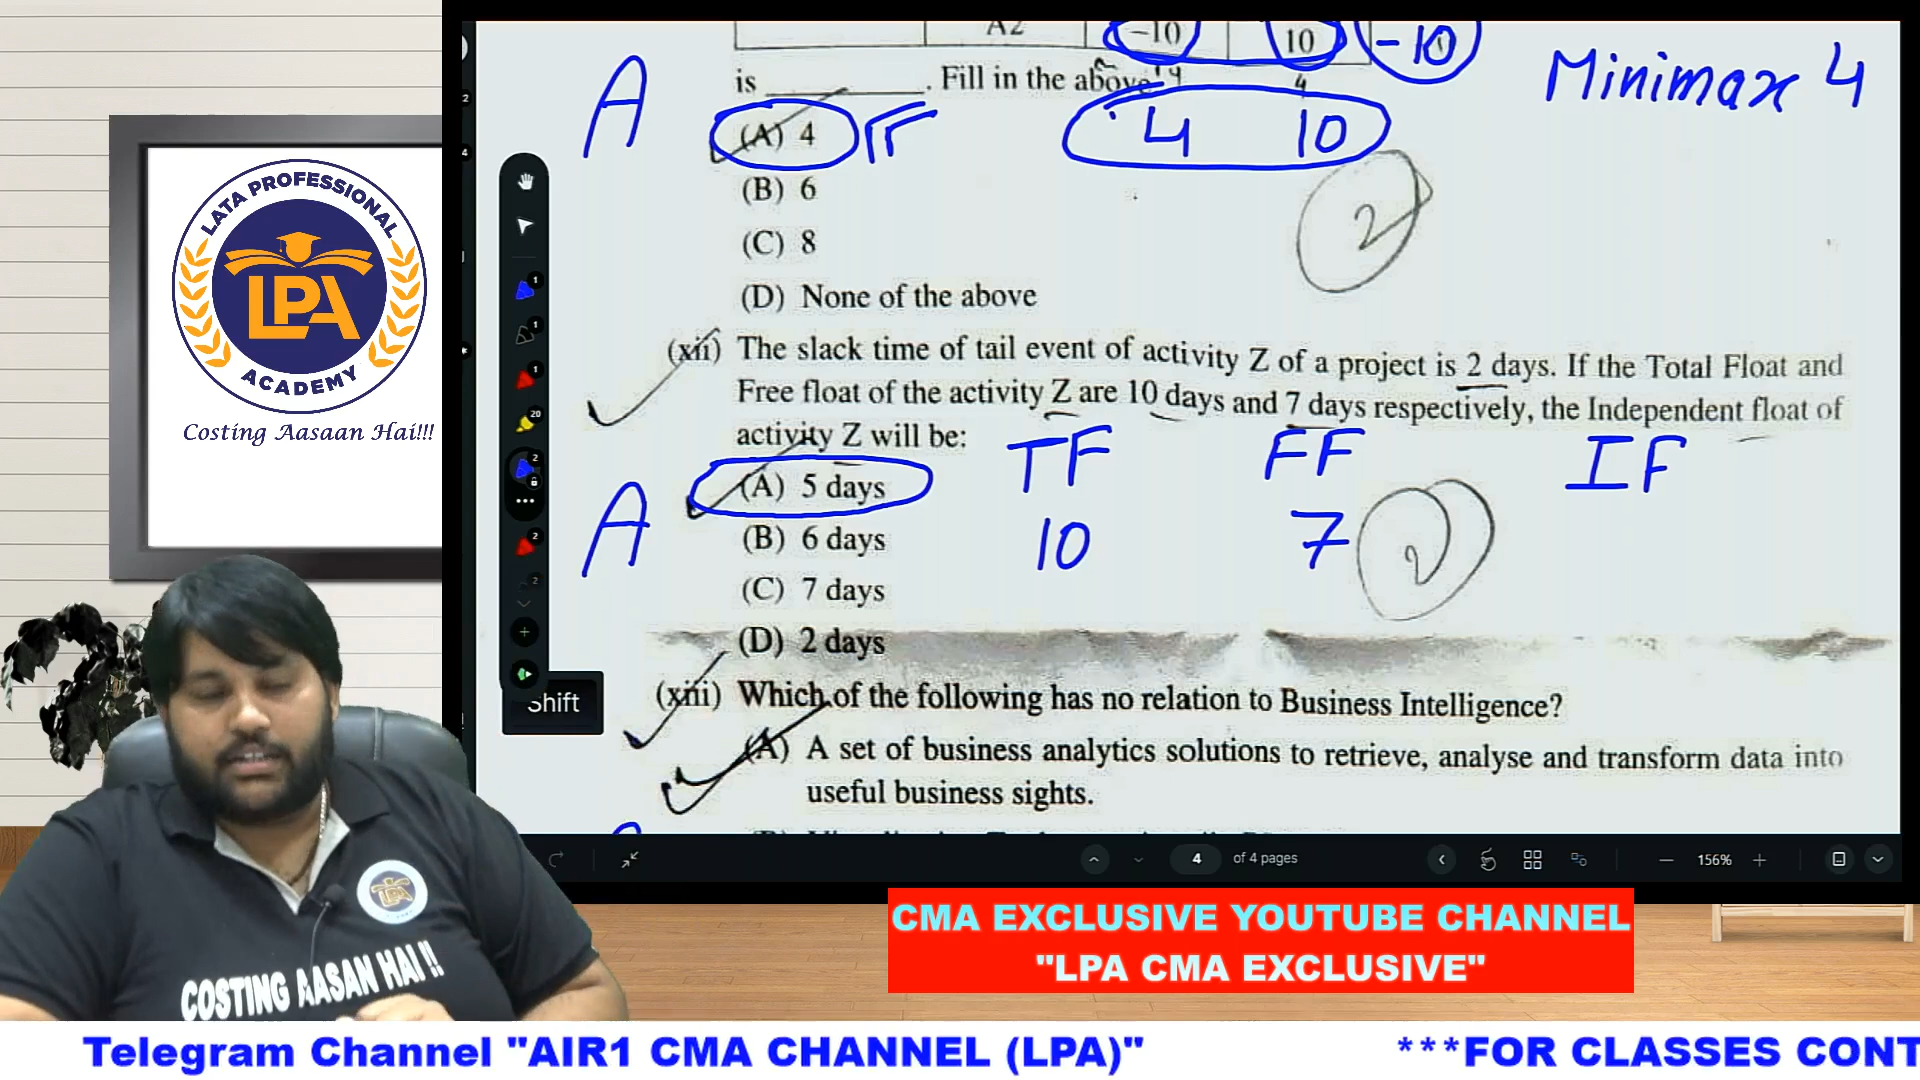 A2
-10
10
-10
is ________. Fill in the above
4
4
Minimax 4
A
(A) 4
4 10
(B) 6
2
(C) 8
(D) None of the above
(xii) The slack time of tail event of activity Z of a project is 2 days. If the Total Float and
Free float of the activity Z are 10 days and 7 days respectively, the Independent float of
activity Z will be:
TF FF IF
A
(A) 5 days
(B) 6 days
10 7
2
(C) 7 days
(D) 2 days
(xiii) Which of the following has no relation to Business Intelligence?
(A) A set of business analytics solutions to retrieve, analyse and transform data into
useful business sights.
Shift
4 of 4 pages
156%
LATA PROFESSIONAL
LPA
ACADEMY
Costing Aasaan Hai!!!
COSTING AASAN HAI !!
CMA EXCLUSIVE YOUTUBE CHANNEL
"LPA CMA EXCLUSIVE"
Telegram Channel "AIR1 CMA CHANNEL (LPA)"
***FOR CLASSES CONT